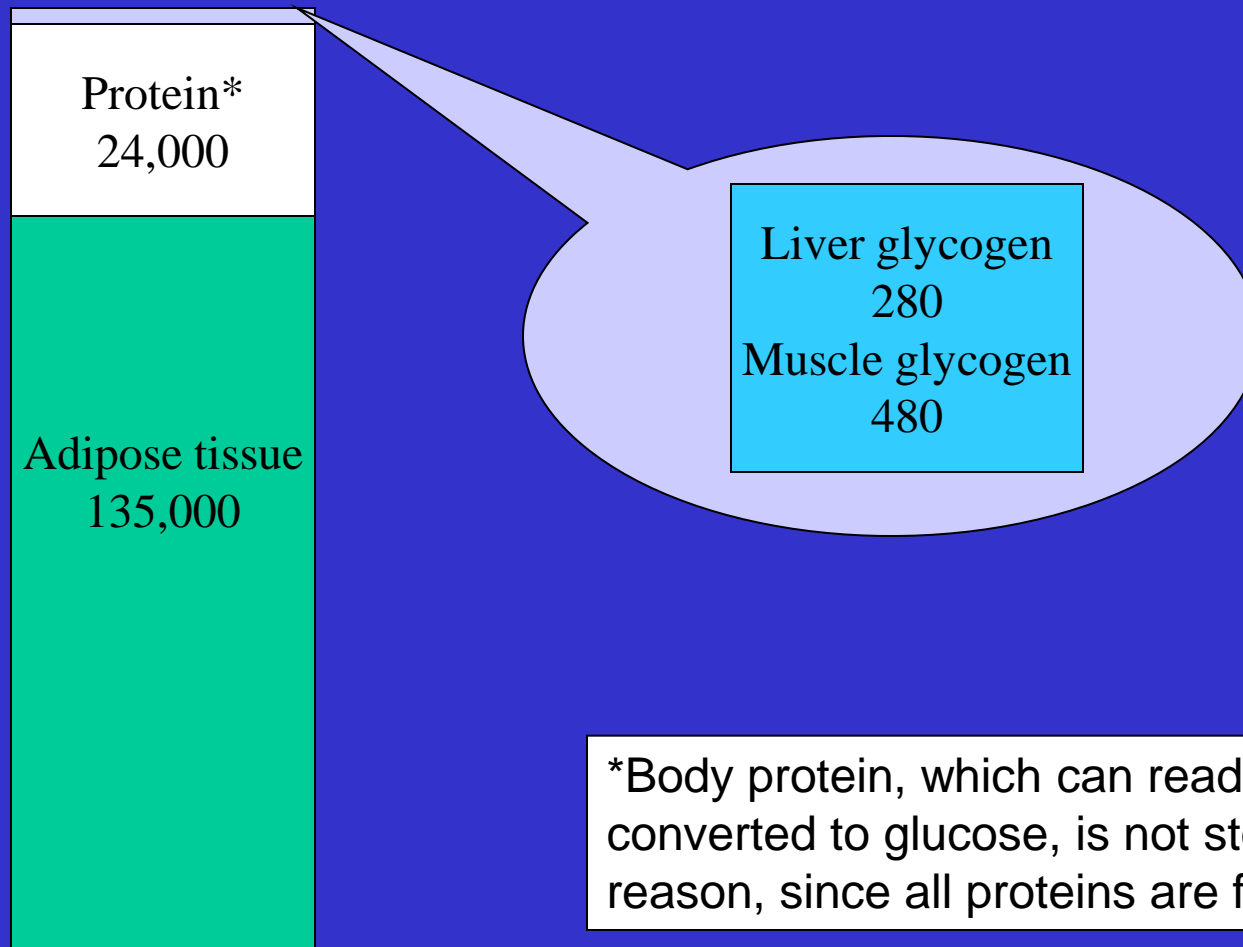 Protein*
24,000
Adipose tissue
135,000
Liver glycogen
280
Muscle glycogen
480
*Body protein, which can read
converted to glucose, is not st
reason, since all proteins are